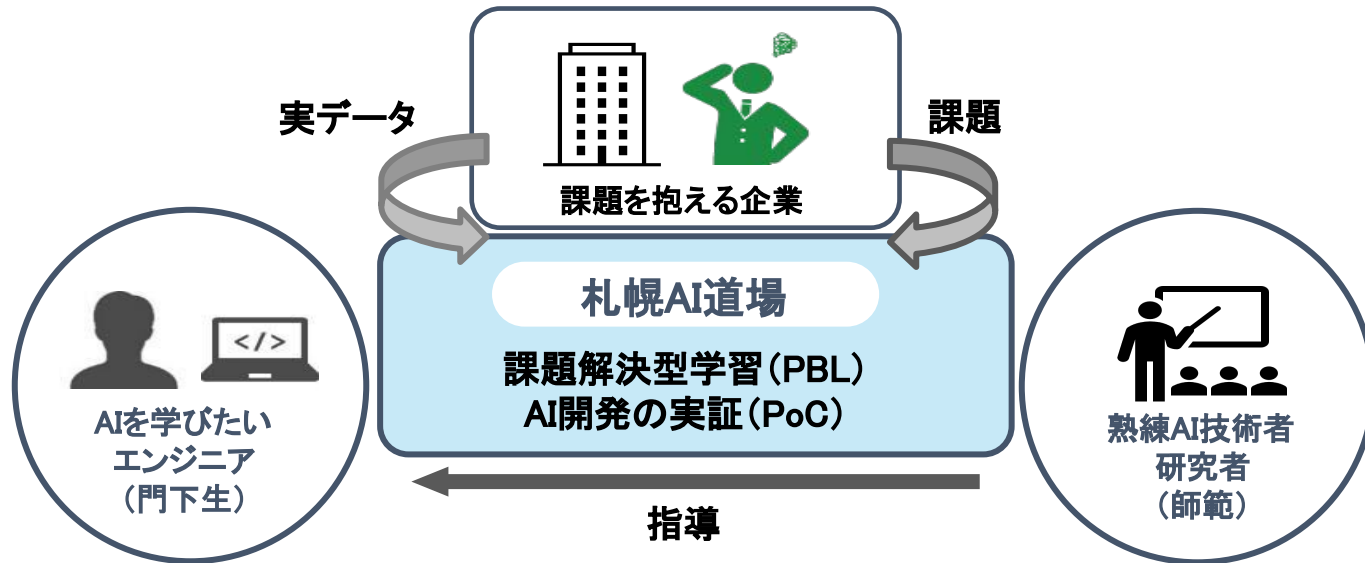 実データ
課題
課題を抱える企業
札幌AI道場
課題解決型学習(PBL)
AI開発の実証(PoC)
</>
AIを学びたい
エンジニア
(門下生)
熟練AI技術者
研究者
(師範)
指導